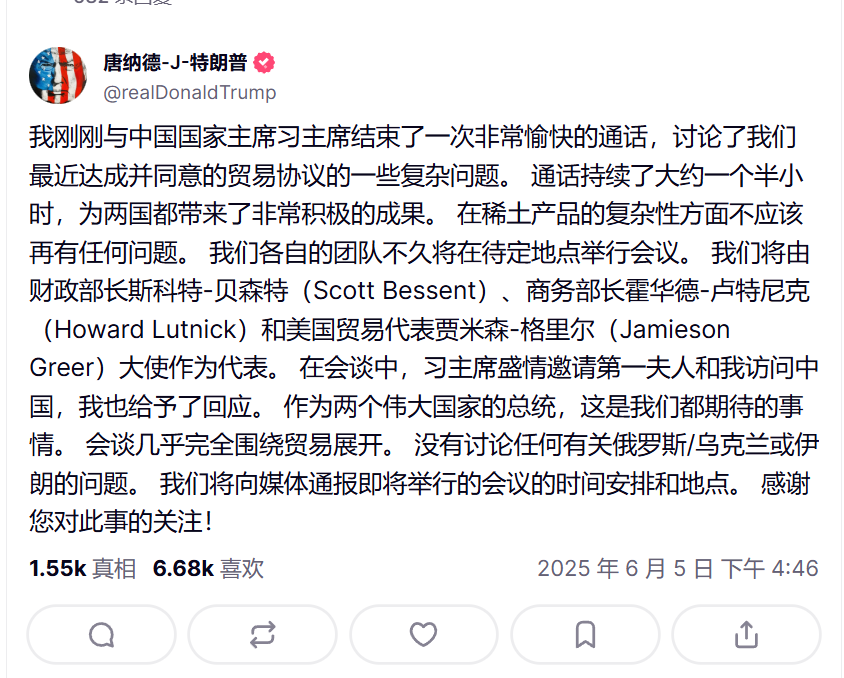 唐纳德-J-特朗普
@realDonaldTrump
我刚刚与中国国家主席习主席结束了一次非常愉快的通话，讨论了我们
最近达成并同意的贸易协议的一些复杂问题。 通话持续了大约一个半小
时，为两国都带来了非常积极的成果。 在稀土产品的复杂性方面不应该
再有任何问题。 我们各自的团队不久将在待定地点举行会议。 我们将由
财政部长斯科特-贝森特（Scott Bessent）、商务部长霍华德-卢特尼克
（Howard Lutnick）和美国贸易代表贾米森-格里尔（Jamieson
Greer）大使作为代表。 在会谈中，习主席盛情邀请第一夫人和我访问中
国，我也给予了回应。 作为两个伟大国家的总统，这是我们都期待的事
情。 会谈几乎完全围绕贸易展开。 没有讨论任何有关俄罗斯/乌克兰或伊
朗的问题。 我们将向媒体通报即将举行的会议的时间安排和地点。 感谢
您对此事的关注！
1.55k 真相 6.68k 喜欢 2025 年 6 月 5 日 下午 4:46